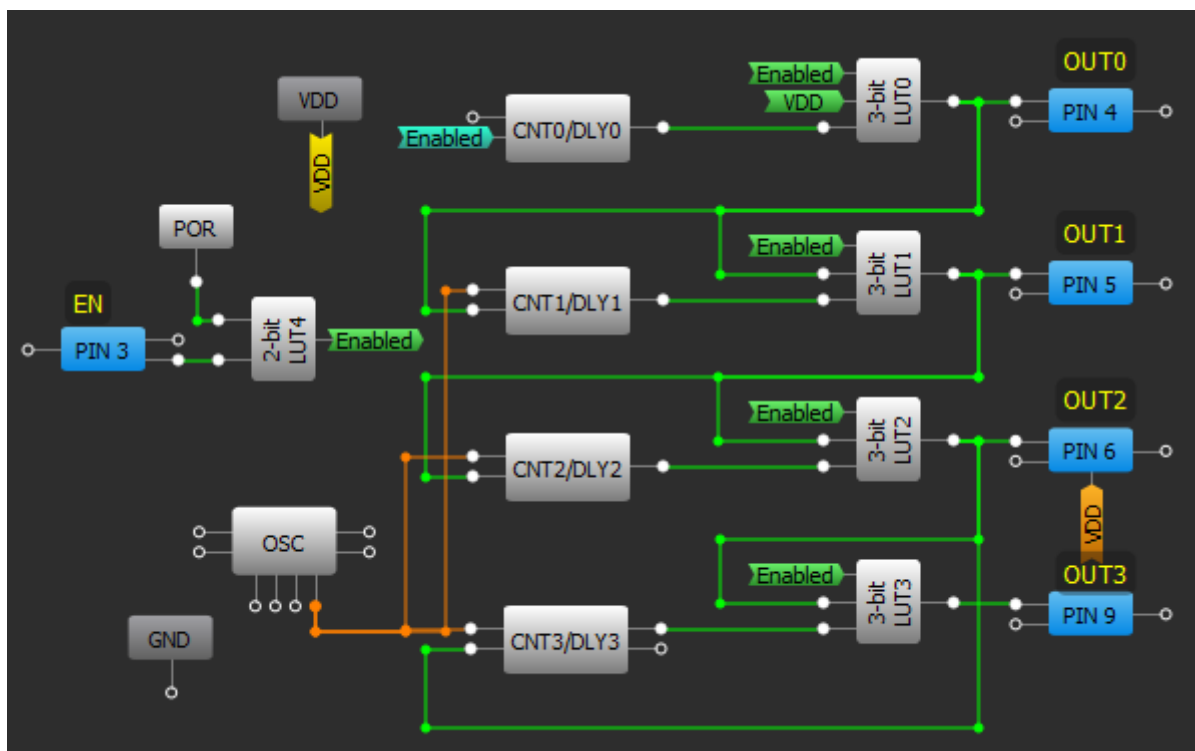 OUT0
Enabled
VDD
VDD
3-bit
LUT0
PIN 4
Enabled
CNT0/DLY0
VDD
POR
Enabled
OUT1
CNT1/DLY1
3-bit
LUT1
PIN 5
EN
PIN 3
2-bit
LUT4
Enabled
Enabled
OUT2
CNT2/DLY2
3-bit
LUT2
PIN 6
OSC
VDD
Enabled
OUT3
GND
CNT3/DLY3
3-bit
LUT3
PIN 9